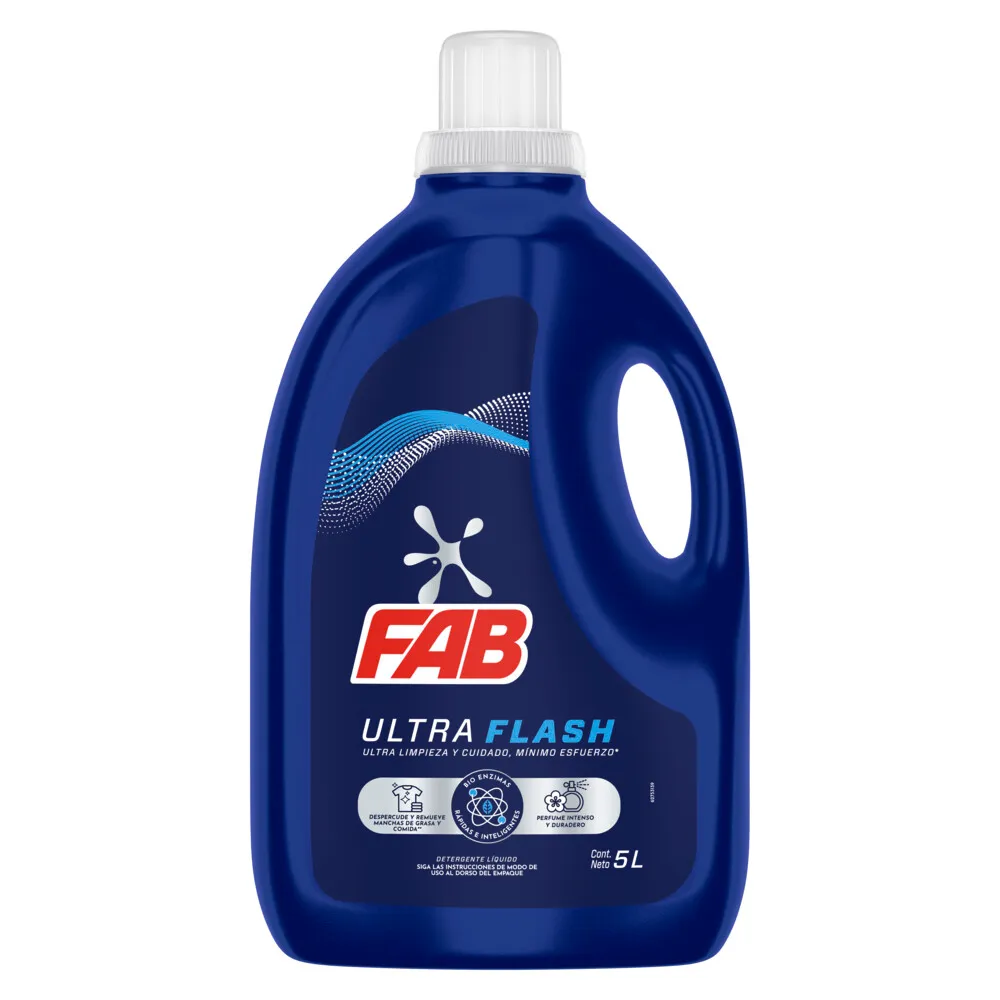 FAB
ULTRA FLASH
ULTRA LIMPIEZA Y CUIDADO, MÍNIMO ESFUERZO*
DESPERCUDE Y REMUEVE
MANCHAS DE GRASA Y
COMIDA**
BIO ENZIMAS
RÁPIDAS E INTELIGENTES
PERFUME INTENSO
Y DURADERO
DETERGENTE LÍQUIDO
SIGA LAS INSTRUCCIONES DE MODO DE
USO AL DORSO DEL EMPAQUE
Cont.
Neto 5 L